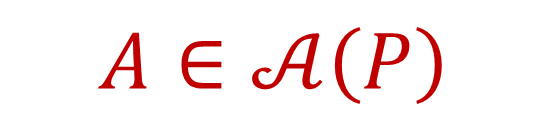 𝐴 ∈ 𝒜(𝑃)